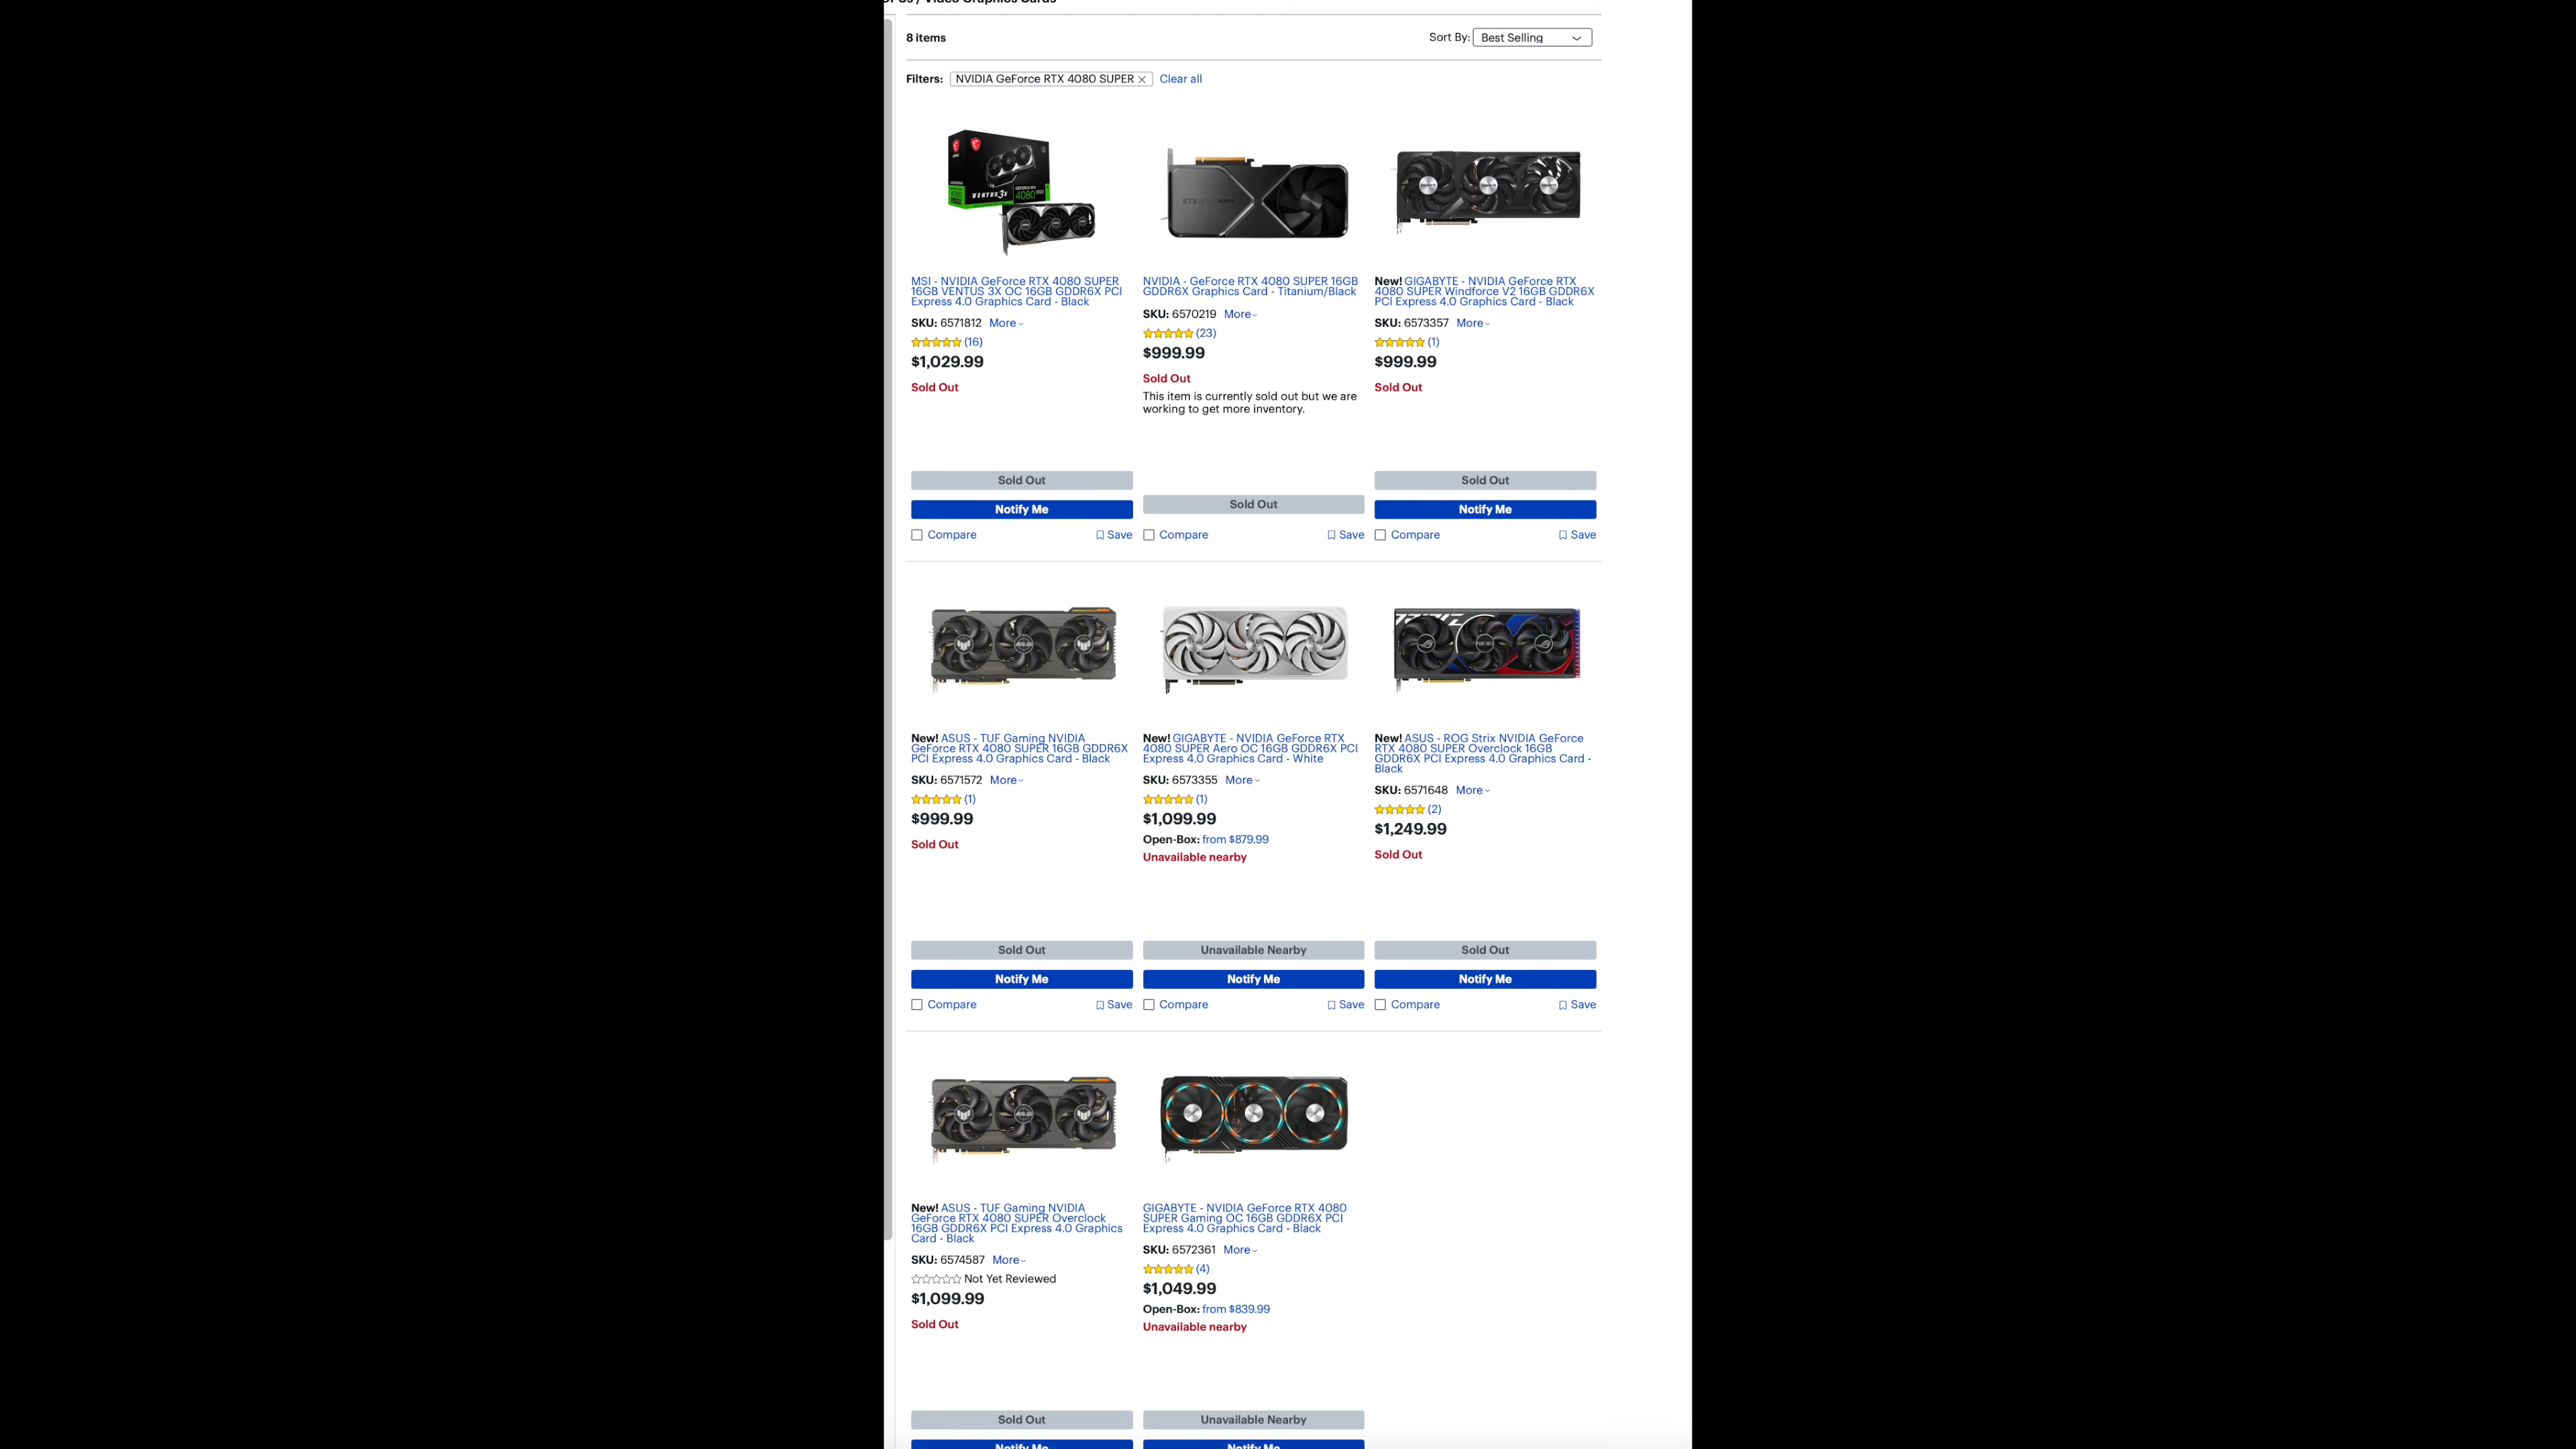 8 items
Sort By: Best Selling
Filters: NVIDIA GeForce RTX 4080 SUPER × Clear all
VENTUS 3X
4080
MSI - NVIDIA GeForce RTX 4080 SUPER
16GB VENTUS 3X OC 16GB GDDR6X PCI
Express 4.0 Graphics Card - Black
SKU: 6571812 More
(16)
$1,029.99
Sold Out
Sold Out
Notify Me
Compare
Save
NVIDIA - GeForce RTX 4080 SUPER 16GB
GDDR6X Graphics Card - Titanium/Black
SKU: 6570219 More
(23)
$999.99
Sold Out
This item is currently sold out but we are
working to get more inventory.
Sold Out
Compare
Save
New! GIGABYTE - NVIDIA GeForce RTX
4080 SUPER Windforce V2 16GB GDDR6X
PCI Express 4.0 Graphics Card - Black
SKU: 6573357 More
(1)
$999.99
Sold Out
Sold Out
Notify Me
Compare
Save
New! ASUS - TUF Gaming NVIDIA
GeForce RTX 4080 SUPER 16GB GDDR6X
PCI Express 4.0 Graphics Card - Black
SKU: 6571572 More
(1)
$999.99
Sold Out
Sold Out
Notify Me
Compare
Save
New! GIGABYTE - NVIDIA GeForce RTX
4080 SUPER Aero OC 16GB GDDR6X PCI
Express 4.0 Graphics Card - White
SKU: 6573355 More
(1)
$1,099.99
Open-Box: from $879.99
Unavailable nearby
Unavailable Nearby
Notify Me
Compare
Save
New! ASUS - ROG Strix NVIDIA GeForce
RTX 4080 SUPER Overclock 16GB
GDDR6X PCI Express 4.0 Graphics Card -
Black
SKU: 6571648 More
(2)
$1,249.99
Sold Out
Sold Out
Notify Me
Compare
Save
New! ASUS - TUF Gaming NVIDIA
GeForce RTX 4080 SUPER Overclock
16GB GDDR6X PCI Express 4.0 Graphics
Card - Black
SKU: 6574587 More
Not Yet Reviewed
$1,099.99
Sold Out
Sold Out
Notify Me
GIGABYTE - NVIDIA GeForce RTX 4080
SUPER Gaming OC 16GB GDDR6X PCI
Express 4.0 Graphics Card - Black
SKU: 6572361 More
(4)
$1,049.99
Open-Box: from $839.99
Unavailable nearby
Unavailable Nearby
Notify Me